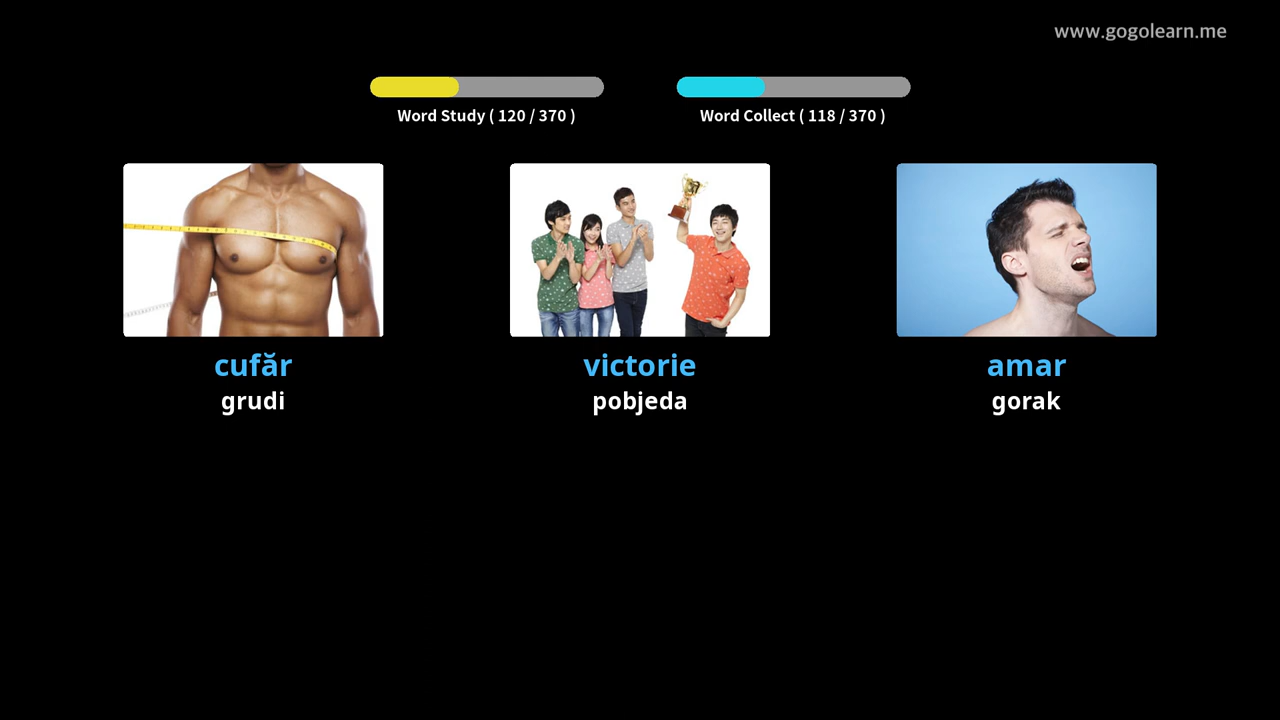 www.gogolearn.me
Word Study ( 120 / 370 )
Word Collect ( 118 / 370 )
cufăr
grudi
victorie
pobjeda
amar
gorak